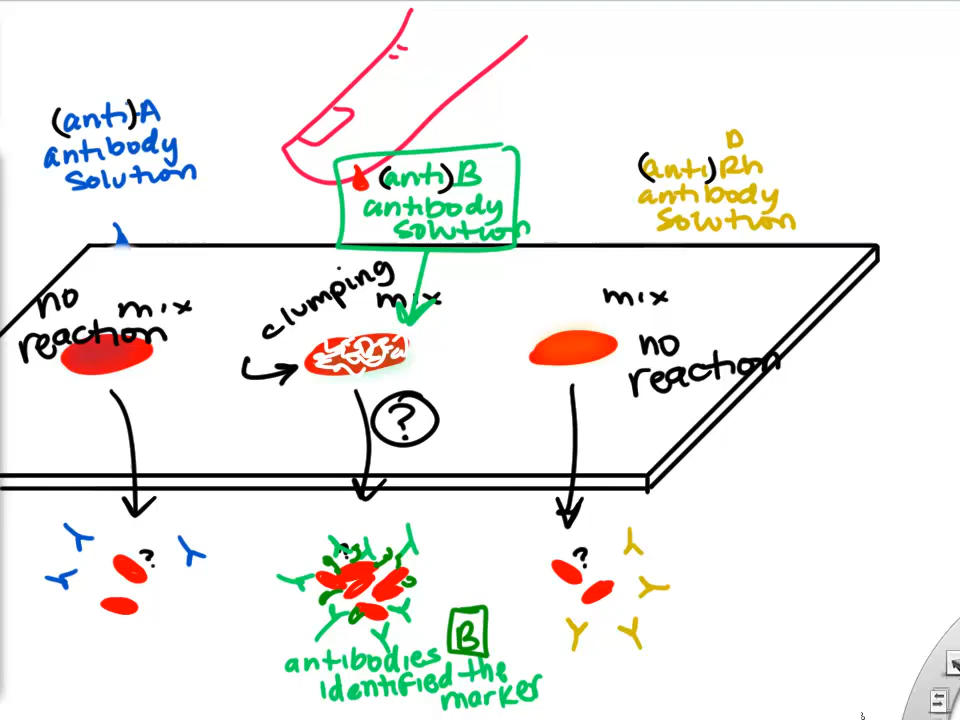 (anti)A
antibody
solution
(anti)B
antibody
solution
D
(anti)Rh
antibody
solution
no
reaction
mix
clumping
mix
mix
no
reaction
?
?
?
?
B
antibodies
identified the
marker